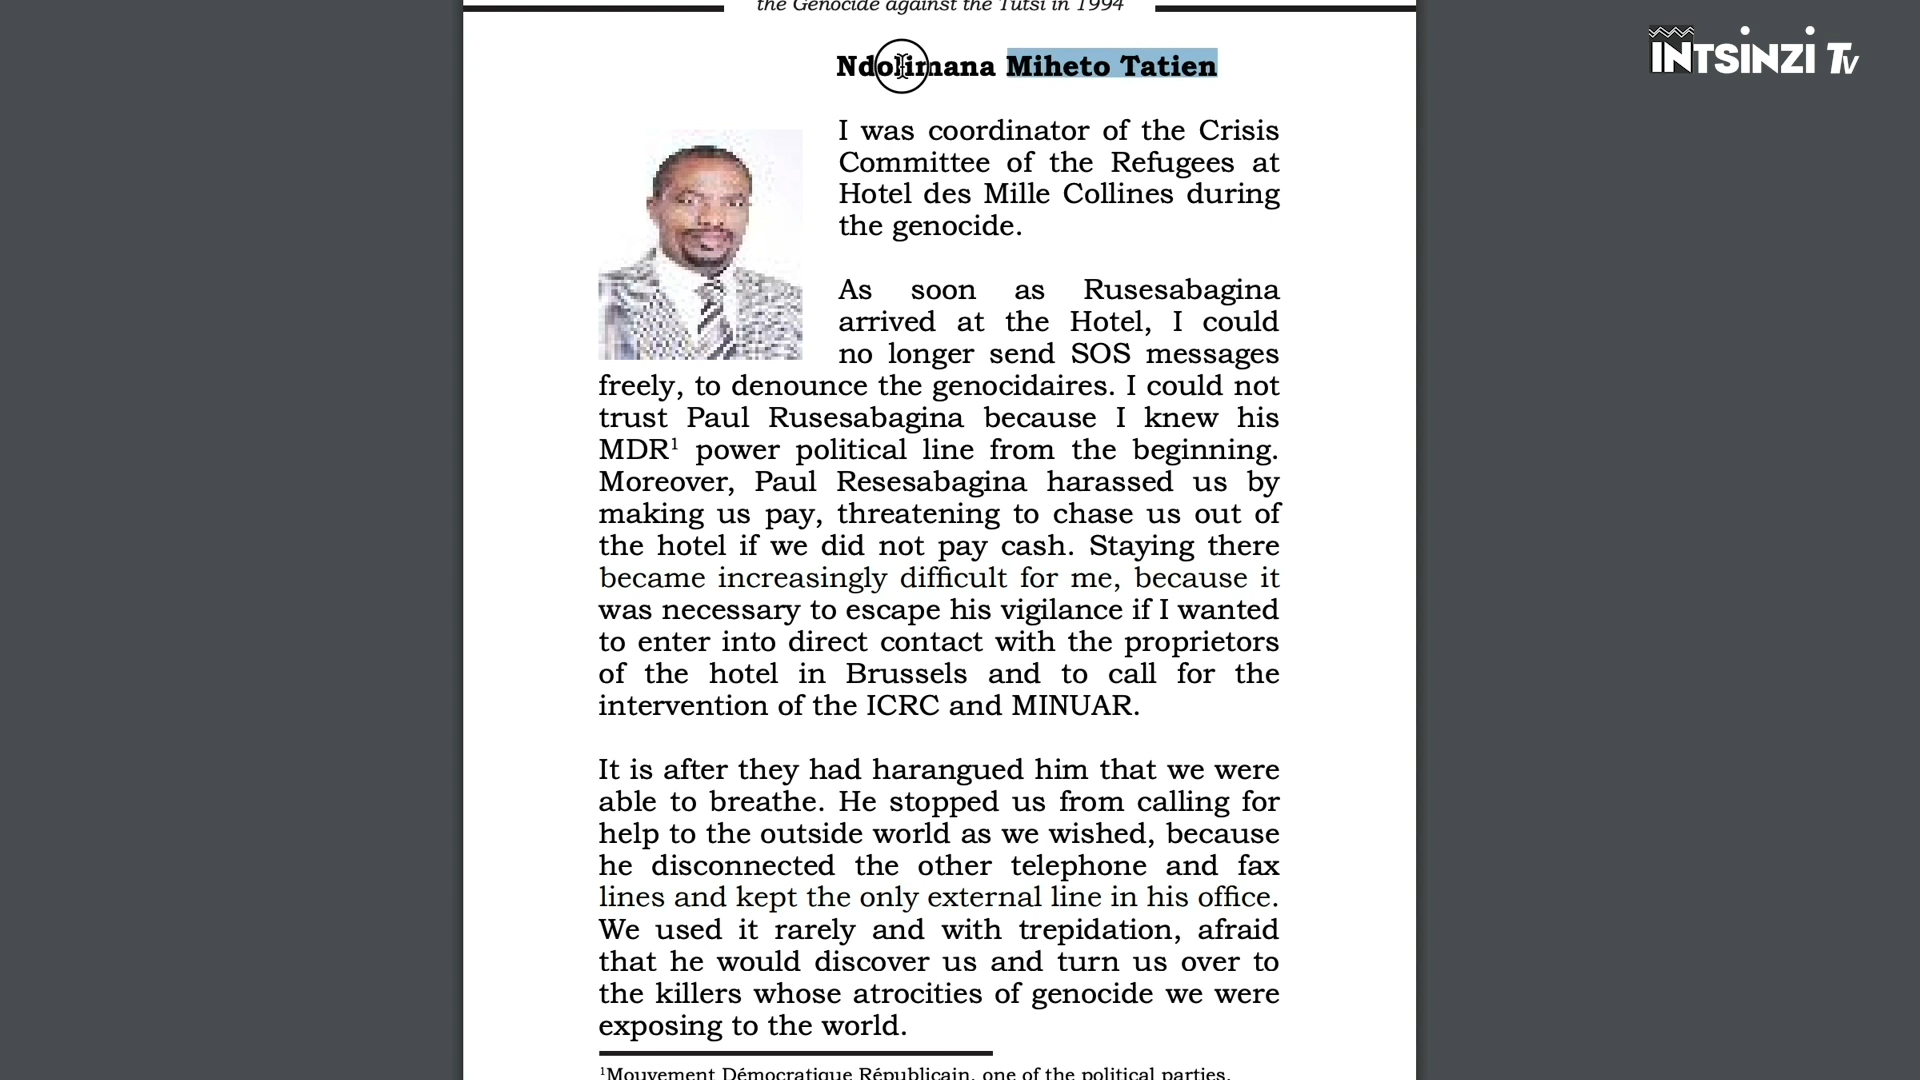 the Genocide against the Tutsi in 1994
INTSINZI TV
Ndolimana Miheto Tatien
I was coordinator of the Crisis
Committee of the Refugees at
Hotel des Mille Collines during
the genocide.
As soon as Rusesabagina
arrived at the Hotel, I could
no longer send SOS messages
freely, to denounce the genocidaires. I could not
trust Paul Rusesabagina because I knew his
MDR¹ power political line from the beginning.
Moreover, Paul Resesabagina harassed us by
making us pay, threatening to chase us out of
the hotel if we did not pay cash. Staying there
became increasingly difficult for me, because it
was necessary to escape his vigilance if I wanted
to enter into direct contact with the proprietors
of the hotel in Brussels and to call for the
intervention of the ICRC and MINUAR.
It is after they had harangued him that we were
able to breathe. He stopped us from calling for
help to the outside world as we wished, because
he disconnected the other telephone and fax
lines and kept the only external line in his office.
We used it rarely and with trepidation, afraid
that he would discover us and turn us over to
the killers whose atrocities of genocide we were
exposing to the world.
¹Mouvement Démocratique Républicain, one of the political parties.